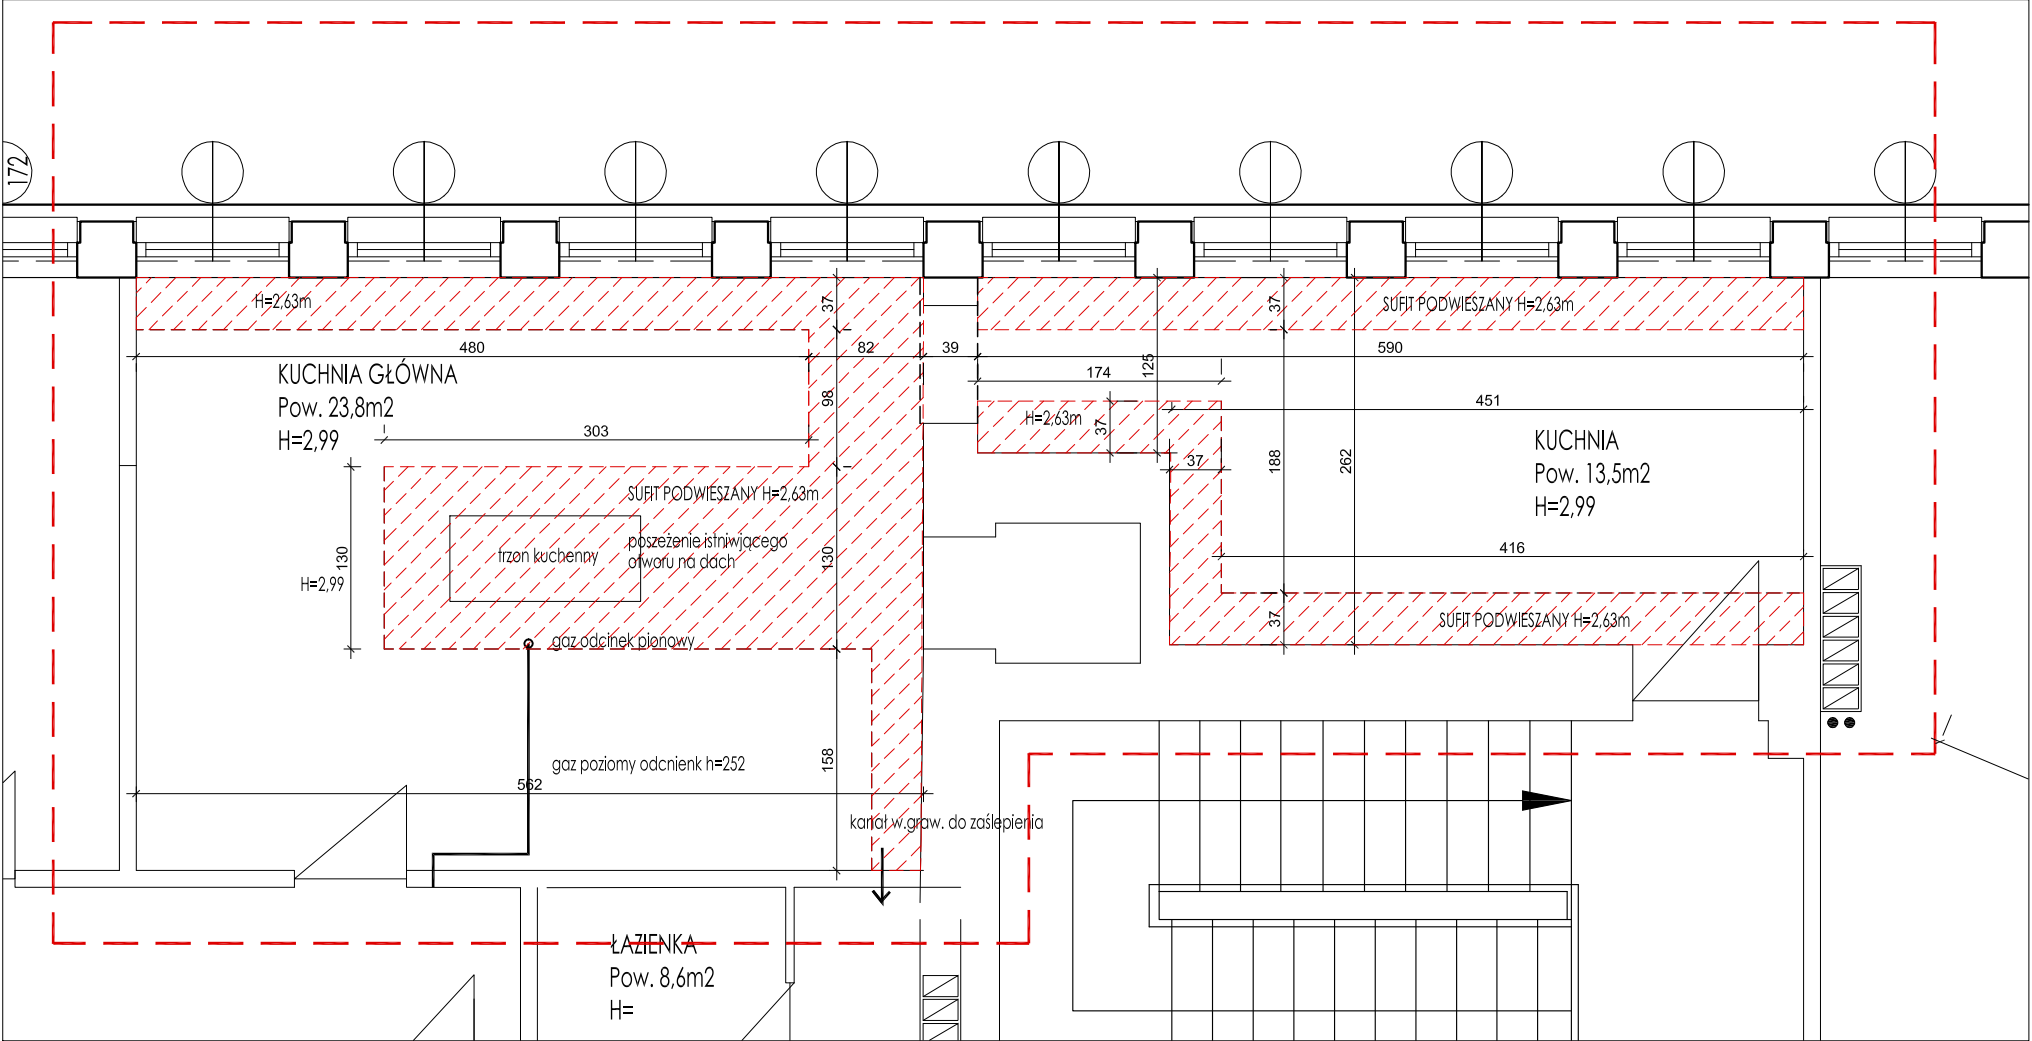 172
H=2,63m
37
37
SUFIT PODWIESZANY H=2,63m
480
82
39
590
125
174
KUCHNIA GŁÓWNA
Pow. 23,8m2
H=2,99
98
451
303
H=2,63m
37
37
188
262
KUCHNIA
Pow. 13,5m2
H=2,99
SUFIT PODWIESZANY H=2,63m
130
H=2,99
frzon kuchenny
poszeżenie istniwjącego
otworu na dach
130
416
37
SUFIT PODWIESZANY H=2,63m
gaz odcinek pionowy
gaz poziomy odcnienk h=252
158
562
kanał w.graw. do zaślepienia
ŁAZIENKA
Pow. 8,6m2
H=